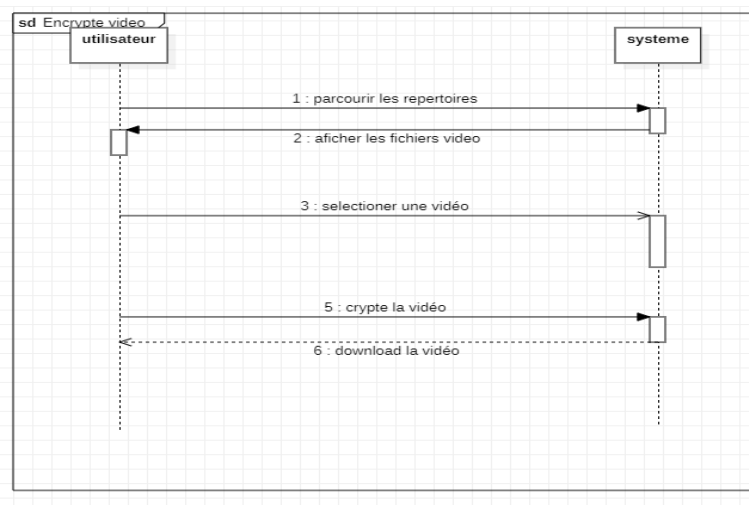 sd Encrypte video
utilisateur
systeme
1 : parcourir les repertoires
2 : aficher les fichiers video
3 : selectioner une vidéo
5 : crypte la vidéo
6 : download la vidéo